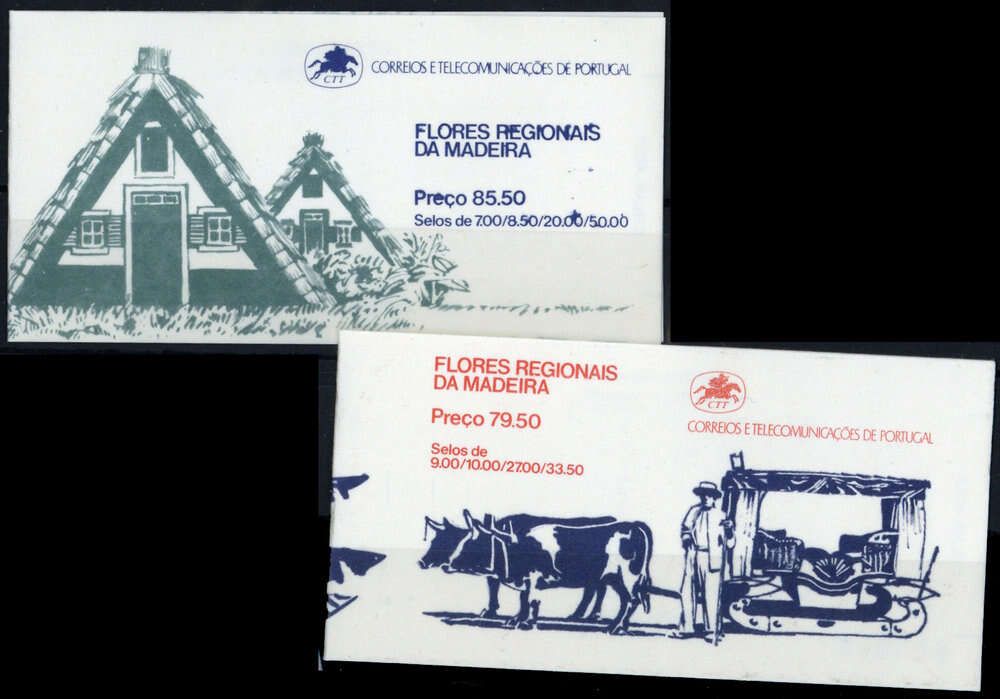 CTT
CORREIOS E TELECOMUNICAÇÕES DE PORTUGAL
FLORES REGIONAIS
DA MADEIRA
Preço 85.50
Selos de 7.00/8.50/20.00/50.00
FLORES REGIONAIS
DA MADEIRA
Preço 79.50
Selos de
9.00/10.00/27.00/33.50
CTT
CORREIOS E TELECOMUNICAÇÕES DE PORTUGAL